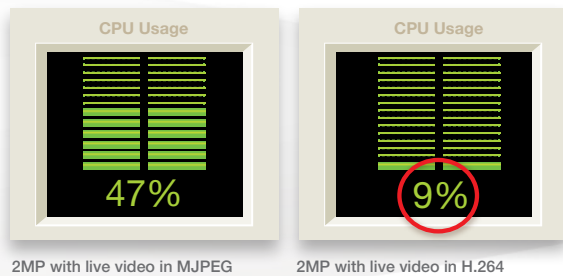 CPU Usage
47%
2MP with live video in MJPEG
CPU Usage
9%
2MP with live video in H.264